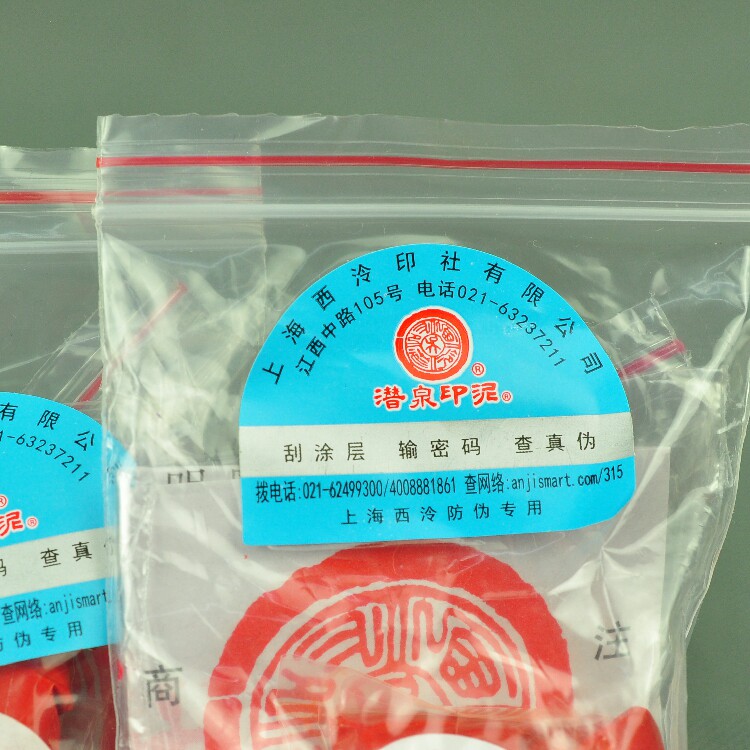 上海西泠印社有限公司
江西中路105号 电话021-63237211
潜泉印泥®
刮涂层 输密码 查真伪
拨电话:021-62499300/4008881861 查网络:anjismart.com/315
上海西泠防伪专用
注
商
有限公
1-63237211
泥®
码 查真伪
查网络:anjismart.com
防伪专用